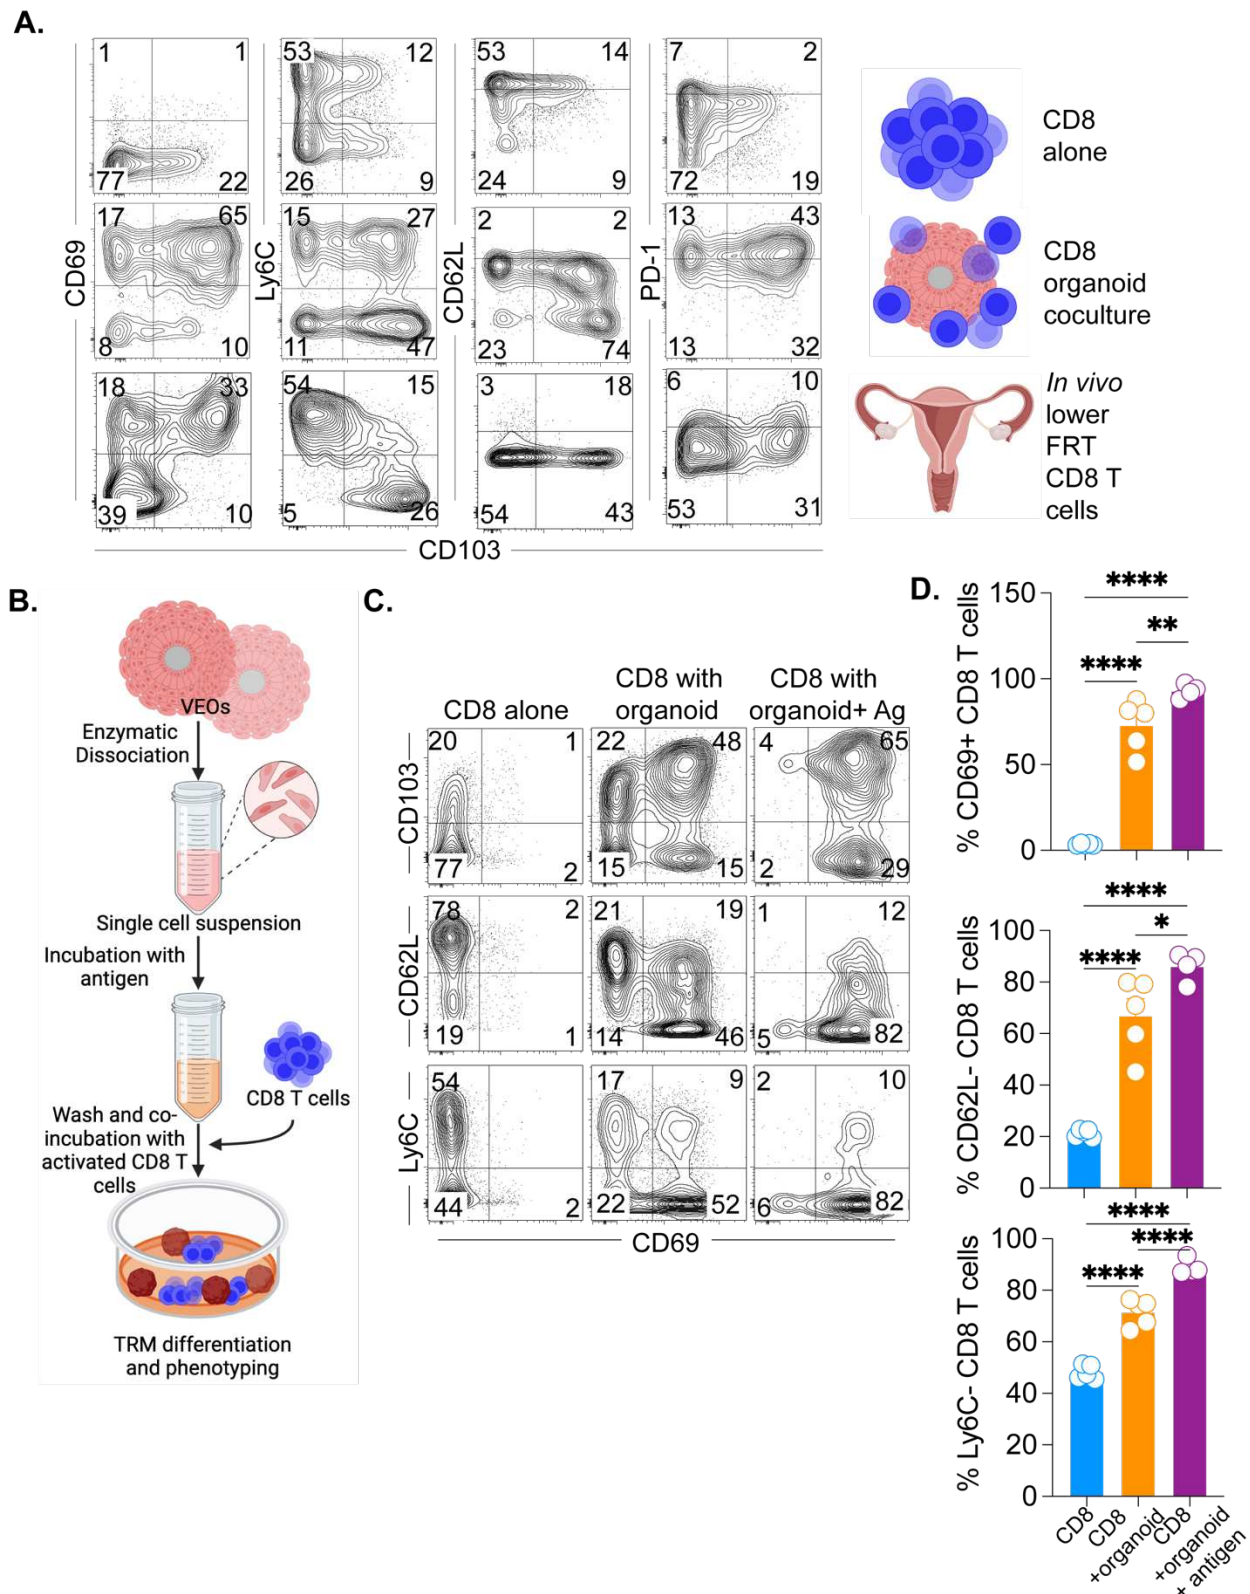 A.
1 1 53 12 53 14 7 2
77 22 26 9 24 9 72 19
CD8
alone
17 65 15 27 2 2 13 43
8 10 11 47 23 74 13 32
CD69
Ly6C
CD62L
PD-1
CD8
organoid
coculture
18 33 54 15 3 18 6 10
39 10 5 26 54 43 53 31
In vivo
lower
FRT
CD8 T
cells
CD103
B.
VEOs
Enzymatic
Dissociation
Single cell suspension
Incubation with
antigen
CD8 T cells
Wash and co-
incubation with
activated CD8 T
cells
TRM differentiation
and phenotyping
C.
CD8 alone
CD8 with
organoid
CD8 with
organoid+ Ag
CD103
20 1 22 48 4 65
77 2 15 15 2 29
CD62L
78 2 21 19 1 12
19 1 14 46 5 82
Ly6C
54 17 9 2 10
44 2 22 52 6 82
CD69
D.
% CD69+ CD8 T cells
150
100
50
0
****
**
****
% CD62L- CD8 T cells
100
80
60
40
20
0
****
*
****
% Ly6C- CD8 T cells
100
80
60
40
20
0
****
****
****
CD8
CD8
+organoid
CD8
+organoid
+ antigen